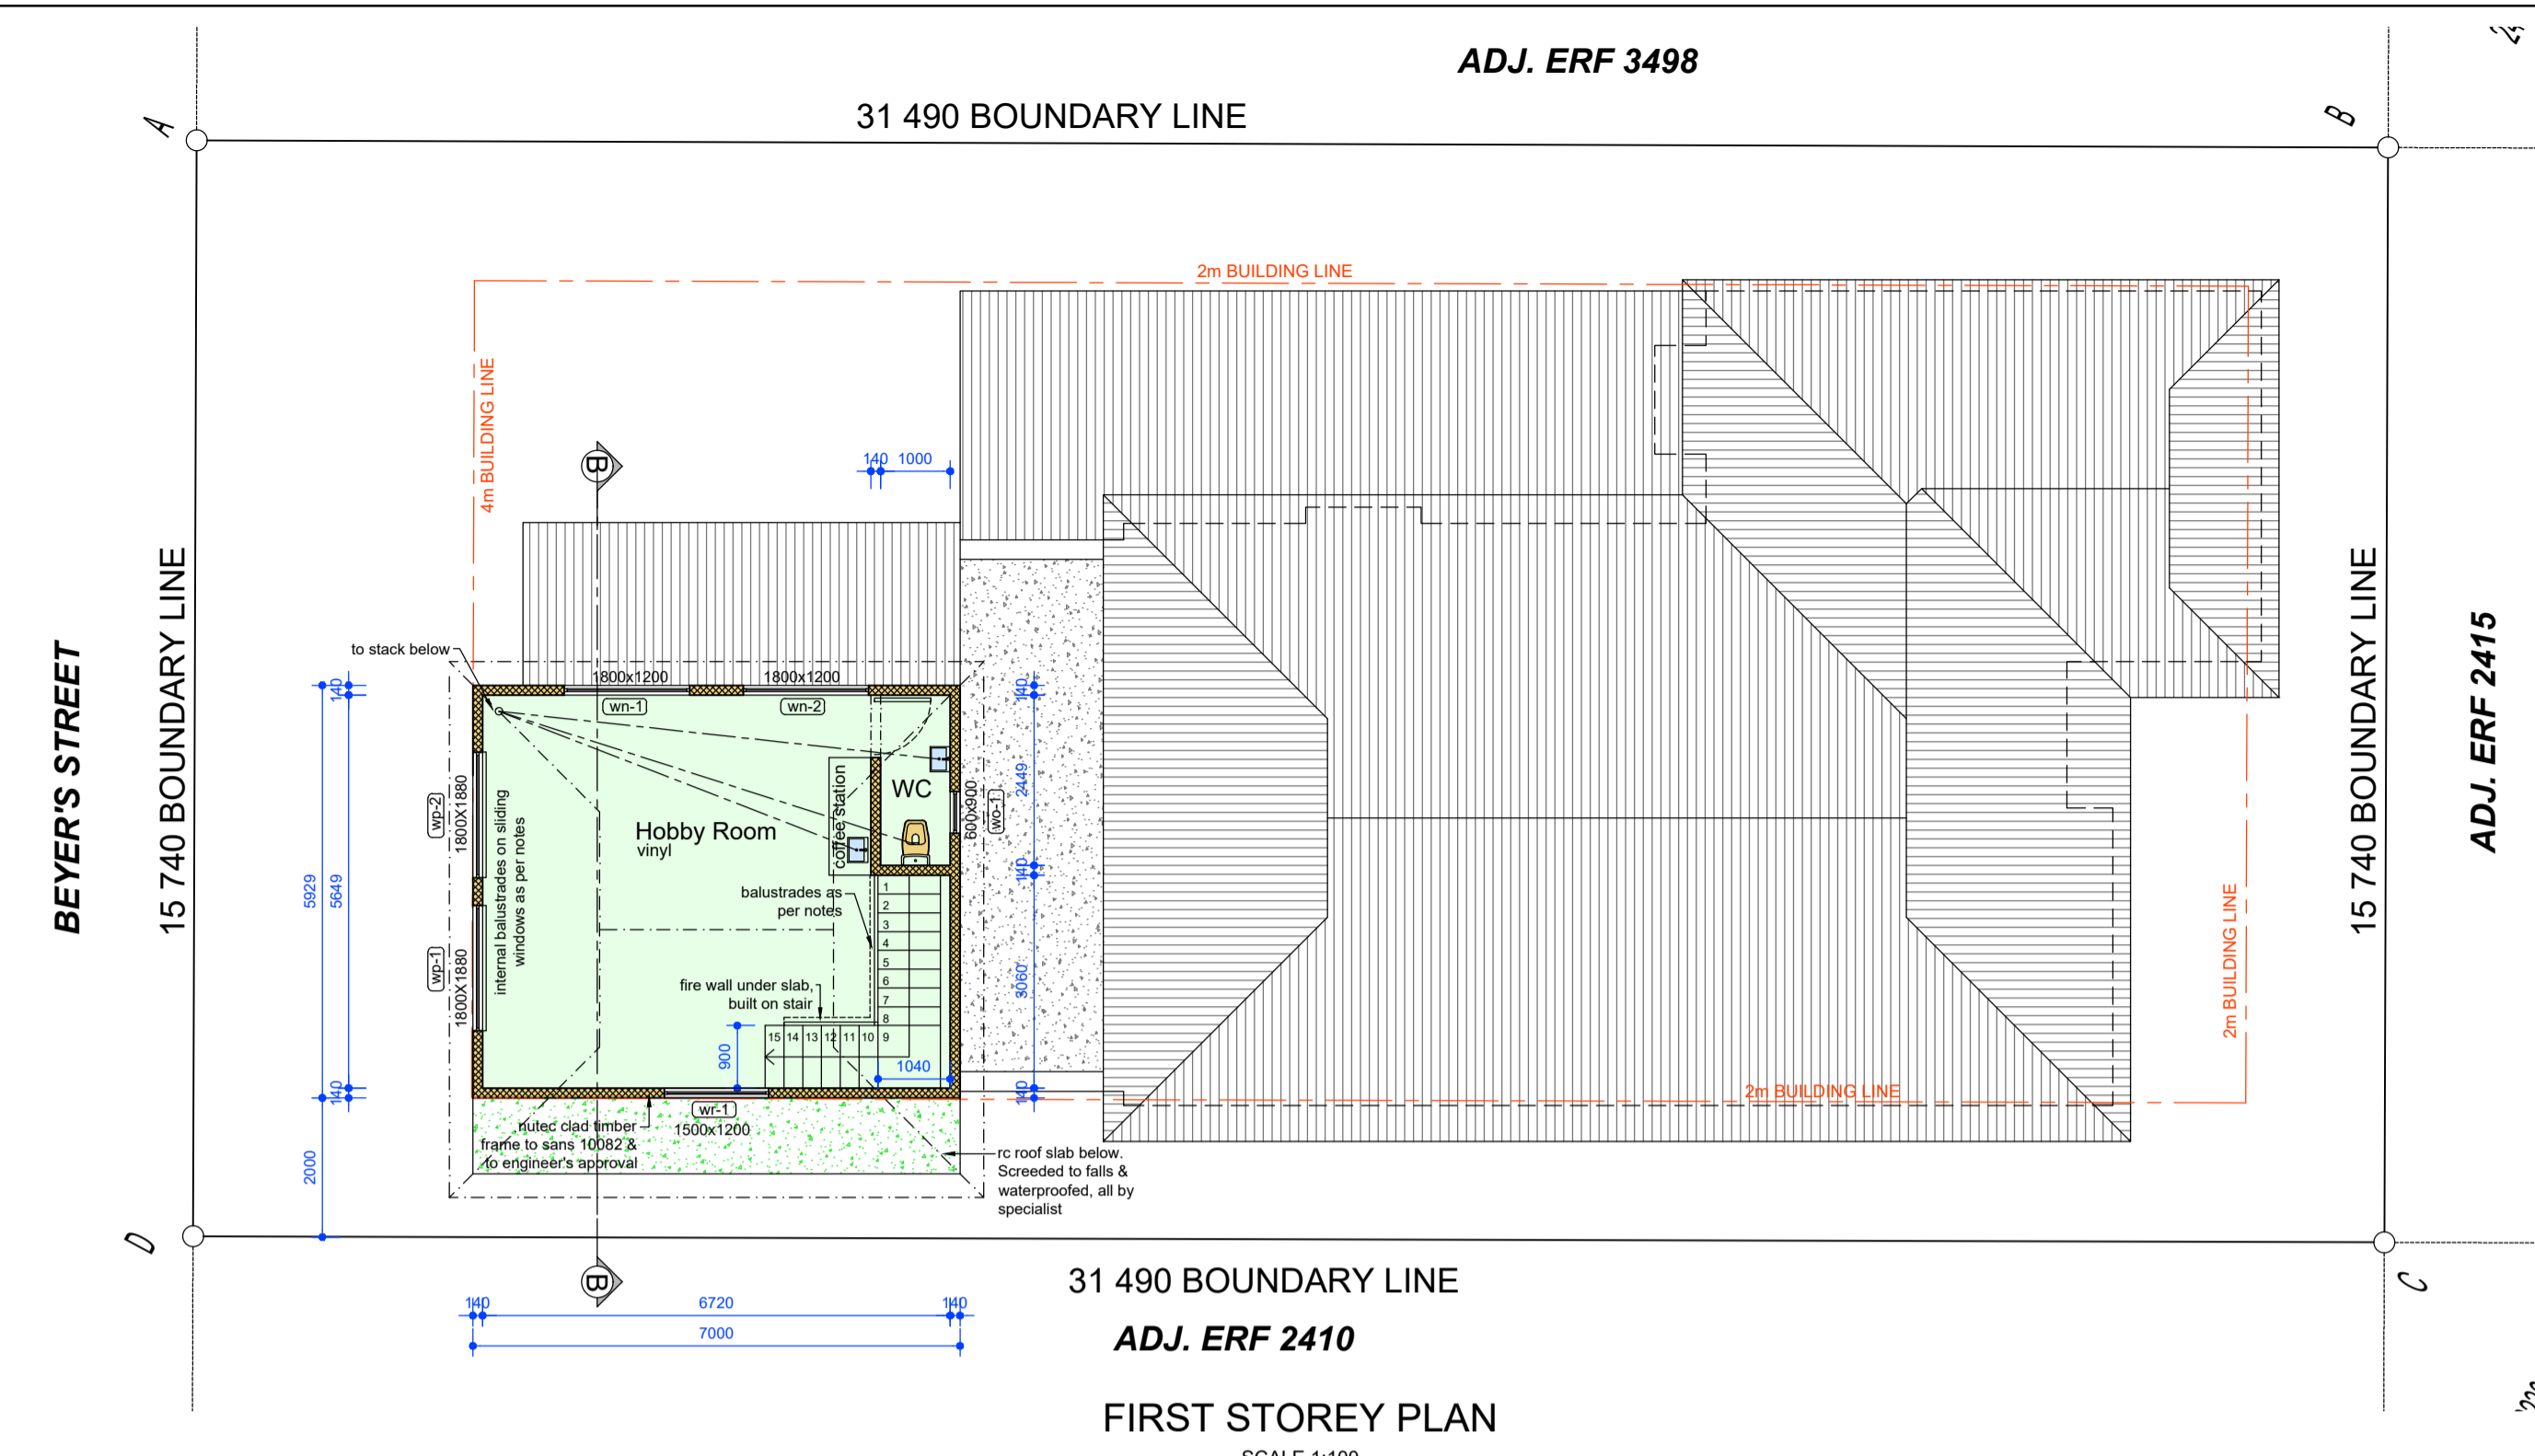 ADJ. ERF 3498
31 490 BOUNDARY LINE
A
B
2m BUILDING LINE
4m BUILDING LINE
B
140 1000
15 740 BOUNDARY LINE
BEYER'S STREET
15 740 BOUNDARY LINE
ADJ. ERF 2415
to stack below
1800x1200
1800x1200
wn-1
wn-2
140
140
wp-2
1800X1880
internal balustrades on sliding
windows as per notes
Hobby Room
vinyl
coffee station
WC
600x900
wo-1
2449
140
5929
5649
balustrades as
per notes
1
2
3
4
5
6
7
8
9
15 14 13 12 11 10
wp-1
1800X1880
fire wall under slab,
built on stair
3060
900
1040
140
140
2m BUILDING LINE
2m BUILDING LINE
wr-1
1500x1200
nutec clad timber
frame to sans 10082 &
to engineer's approval
rc roof slab below.
Screeded to falls &
waterproofed, all by
specialist
2000
D
C
B
31 490 BOUNDARY LINE
140 6720 140
7000
ADJ. ERF 2410
FIRST STOREY PLAN
SCALE 1:100